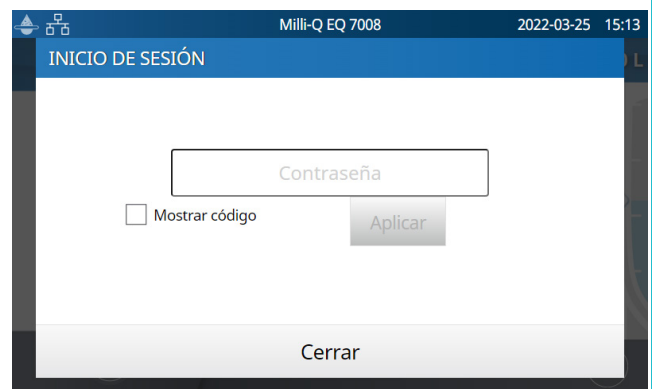 Milli-Q EQ 7008 2022-03-25 15:13
INICIO DE SESIÓN
Contraseña
Mostrar código
Aplicar
Cerrar